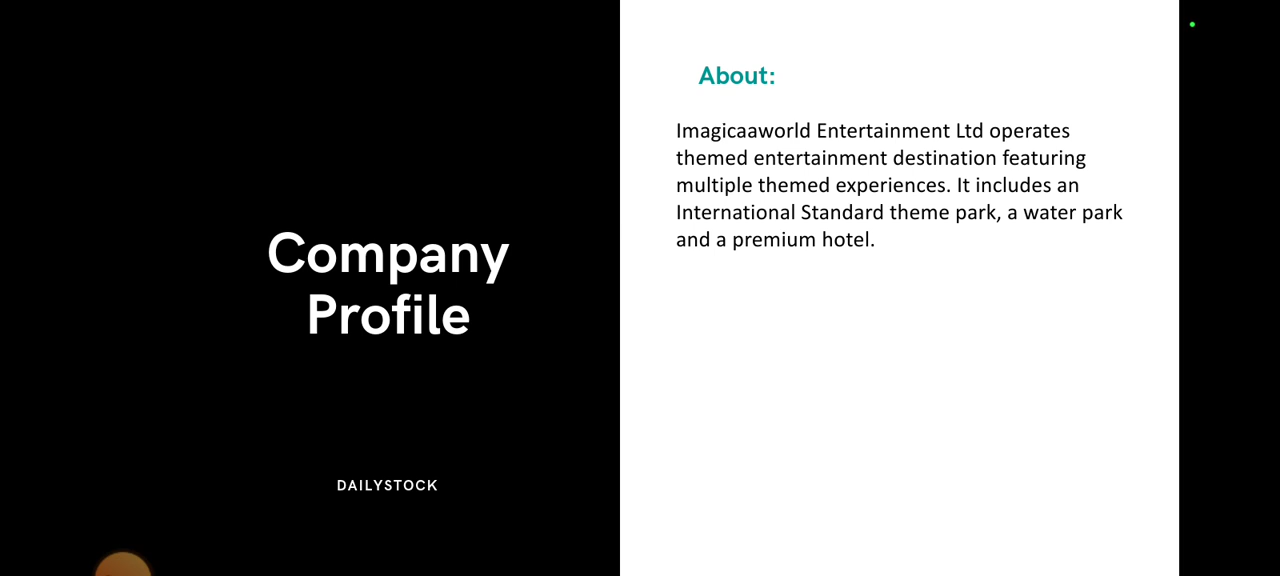 Company
Profile
DAILYSTOCK
About:
Imagicaaworld Entertainment Ltd operates
themed entertainment destination featuring
multiple themed experiences. It includes an
International Standard theme park, a water park
and a premium hotel.